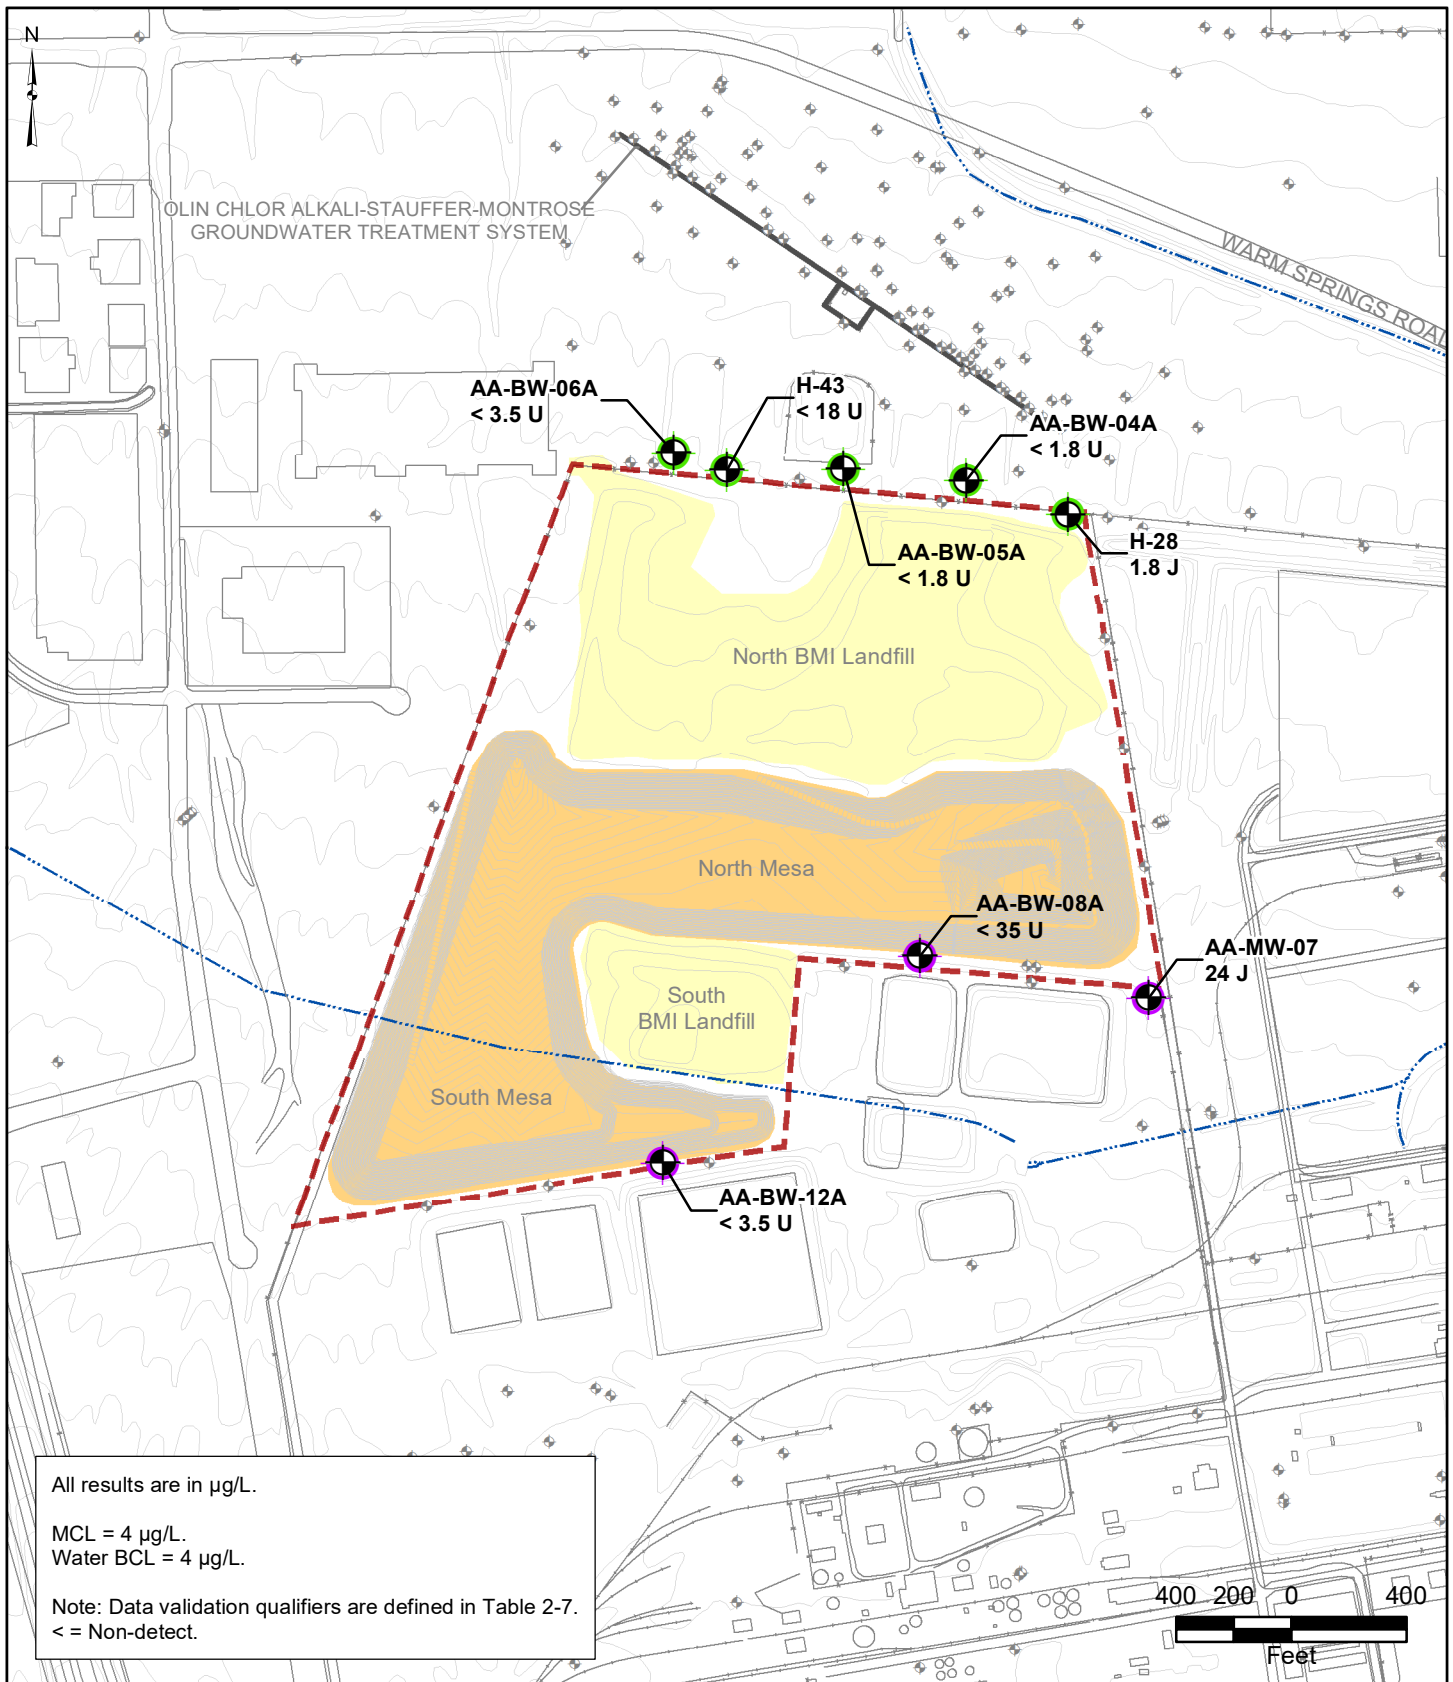 N
OLIN CHLOR ALKALI-STAUFFER-MONTROSE
GROUNDWATER TREATMENT SYSTEM
WARM SPRINGS ROAD
AA-BW-06A
< 3.5 U
H-43
< 18 U
AA-BW-04A
< 1.8 U
AA-BW-05A
< 1.8 U
H-28
1.8 J
North BMI Landfill
North Mesa
AA-BW-08A
< 35 U
AA-MW-07
24 J
South
BMI Landfill
South Mesa
AA-BW-12A
< 3.5 U
All results are in µg/L.
MCL = 4 µg/L.
Water BCL = 4 µg/L.
Note: Data validation qualifiers are defined in Table 2-7.
< = Non-detect.
400 200 0 400
Feet